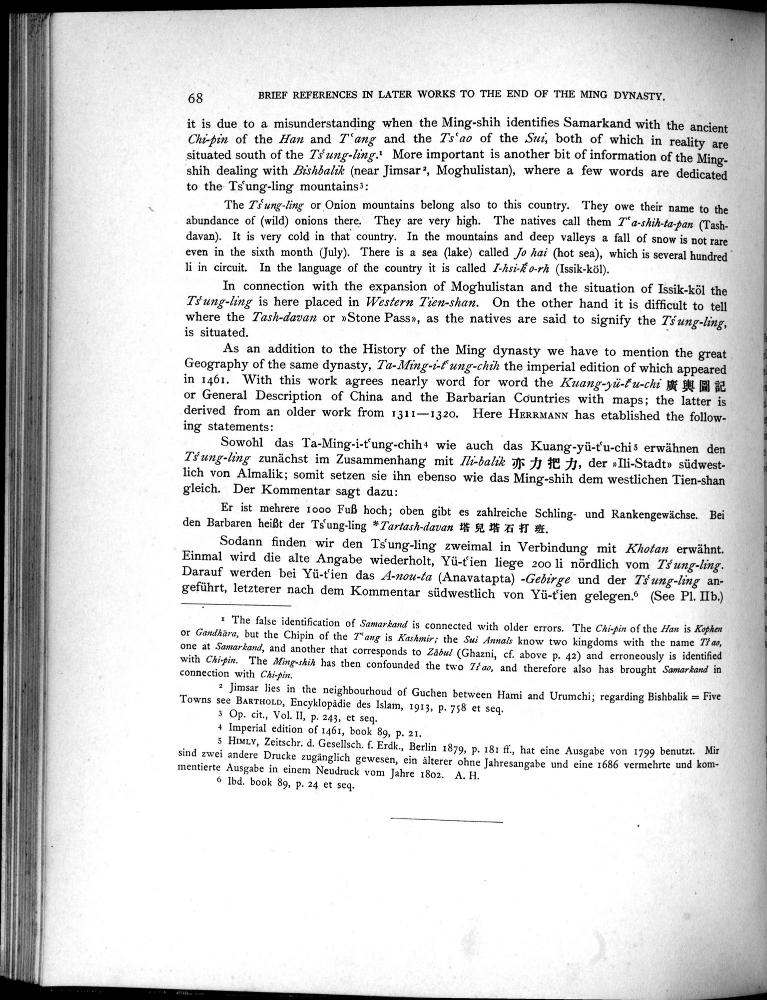 68 BRIEF REFERENCES IN LATER WORKS TO THE END OF THE MING DYNASTY.
it is due to a misunderstanding when the Ming-shih identifies Samarkand with the ancient
Chi-pin of the Han and T‘ang and the Ts‘ao of the Sui, both of which in reality are
situated south of the Ts‘ung-ling.¹ More important is another bit of information of the Ming-
shih dealing with Bishbalik (near Jimsar², Moghulistan), where a few words are dedicated
to the Ts‘ung-ling mountains³:
The Ts‘ung-ling or Onion mountains belong also to this country. They owe their name to the
abundance of (wild) onions there. They are very high. The natives call them T‘a-shih-ta-pan (Tash-
davan). It is very cold in that country. In the mountains and deep valleys a fall of snow is not rare
even in the sixth month (July). There is a sea (lake) called Jo hai (hot sea), which is several hundred
li in circuit. In the language of the country it is called I-hsi-k‘o-rh (Issik-köl).
In connection with the expansion of Moghulistan and the situation of Issik-köl the
Ts‘ung-ling is here placed in Western Tien-shan. On the other hand it is difficult to tell
where the Tash-davan or »Stone Pass», as the natives are said to signify the Ts‘ung-ling,
is situated.
As an addition to the History of the Ming dynasty we have to mention the great
Geography of the same dynasty, Ta-Ming-i-t‘ung-chih the imperial edition of which appeared
in 1461. With this work agrees nearly word for word the Kuang-yü-t‘u-chi 廣輿圖記
or General Description of China and the Barbarian Countries with maps; the latter is
derived from an older work from 1311—1320. Here HERRMANN has etablished the follow-
ing statements:
Sowohl das Ta-Ming-i-t‘ung-chih⁴ wie auch das Kuang-yü-t‘u-chi⁵ erwähnen den
Ts‘ung-ling zunächst im Zusammenhang mit Ili-balik 亦力把力, der »Ili-Stadt» südwest-
lich von Almalik; somit setzen sie ihn ebenso wie das Ming-shih dem westlichen Tien-shan
gleich. Der Kommentar sagt dazu:
Er ist mehrere 1000 Fuß hoch; oben gibt es zahlreiche Schling- und Rankengewächse. Bei
den Barbaren heißt der Ts‘ung-ling *Tartash-davan 塔兒塔石打班.
Sodann finden wir den Ts‘ung-ling zweimal in Verbindung mit Khotan erwähnt.
Einmal wird die alte Angabe wiederholt, Yü-t‘ien liege 200 li nördlich vom Ts‘ung-ling.
Darauf werden bei Yü-t‘ien das A-nou-ta (Anavatapta) -Gebirge und der Ts‘ung-ling an-
geführt, letzterer nach dem Kommentar südwestlich von Yü-t‘ien gelegen.⁶ (See Pl. IIb.)
¹ The false identification of Samarkand is connected with older errors. The Chi-pin of the Han is Kophen
or Gandhāra, but the Chipin of the T‘ang is Kashmir; the Sui Annals know two kingdoms with the name Ts‘ao,
one at Samarkand, and another that corresponds to Zābul (Ghazni, cf. above p. 42) and erroneously is identified
with Chi-pin. The Ming-shih has then confounded the two Ts‘ao, and therefore also has brought Samarkand in
connection with Chi-pin.
² Jimsar lies in the neighbourhoud of Guchen between Hami and Urumchi; regarding Bishbalik = Five
Towns see BARTHOLD, Encyklopädie des Islam, 1913, p. 758 et seq.
³ Op. cit., Vol. II, p. 243, et seq.
⁴ Imperial edition of 1461, book 89, p. 21.
⁵ HIMLY, Zeitschr. d. Gesellsch. f. Erdk., Berlin 1879, p. 181 ff., hat eine Ausgabe von 1799 benutzt. Mir
sind zwei andere Drucke zugänglich gewesen, ein älterer ohne Jahresangabe und eine 1686 vermehrte und kom-
mentierte Ausgabe in einem Neudruck vom Jahre 1802. A. H.
⁶ Ibd. book 89, p. 24 et seq.